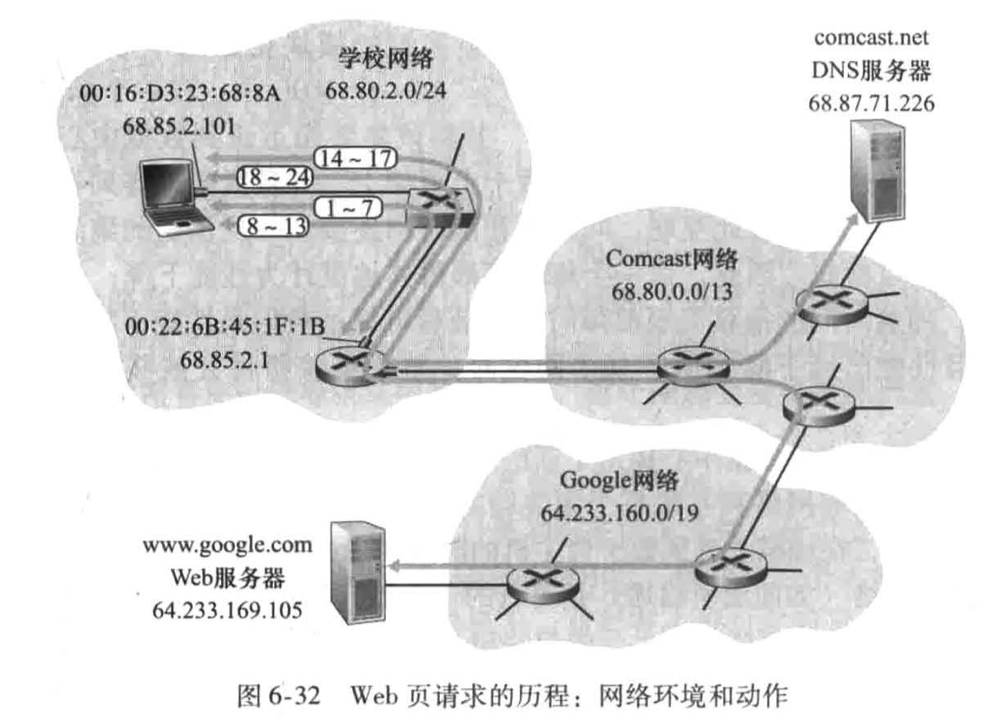 comcast.net
DNS服务器
68.87.71.226
学校网络
68.80.2.0/24
00:16:D3:23:68:8A
68.85.2.101
14 ~ 17
18 ~ 24
1 ~ 7
8 ~ 13
Comcast网络
68.80.0.0/13
00:22:6B:45:1F:1B
68.85.2.1
Google网络
64.233.160.0/19
www.google.com
Web服务器
64.233.169.105
图 6-32 Web 页请求的历程：网络环境和动作